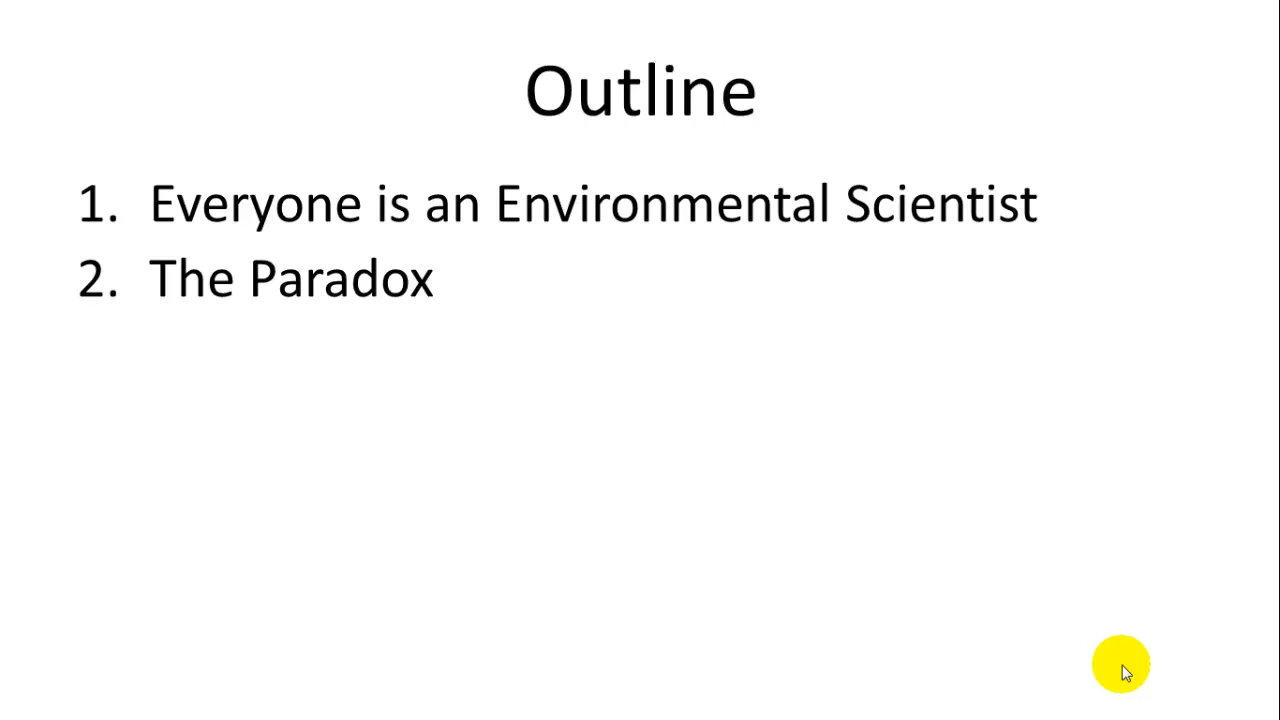 Outline
1. Everyone is an Environmental Scientist
2. The Paradox